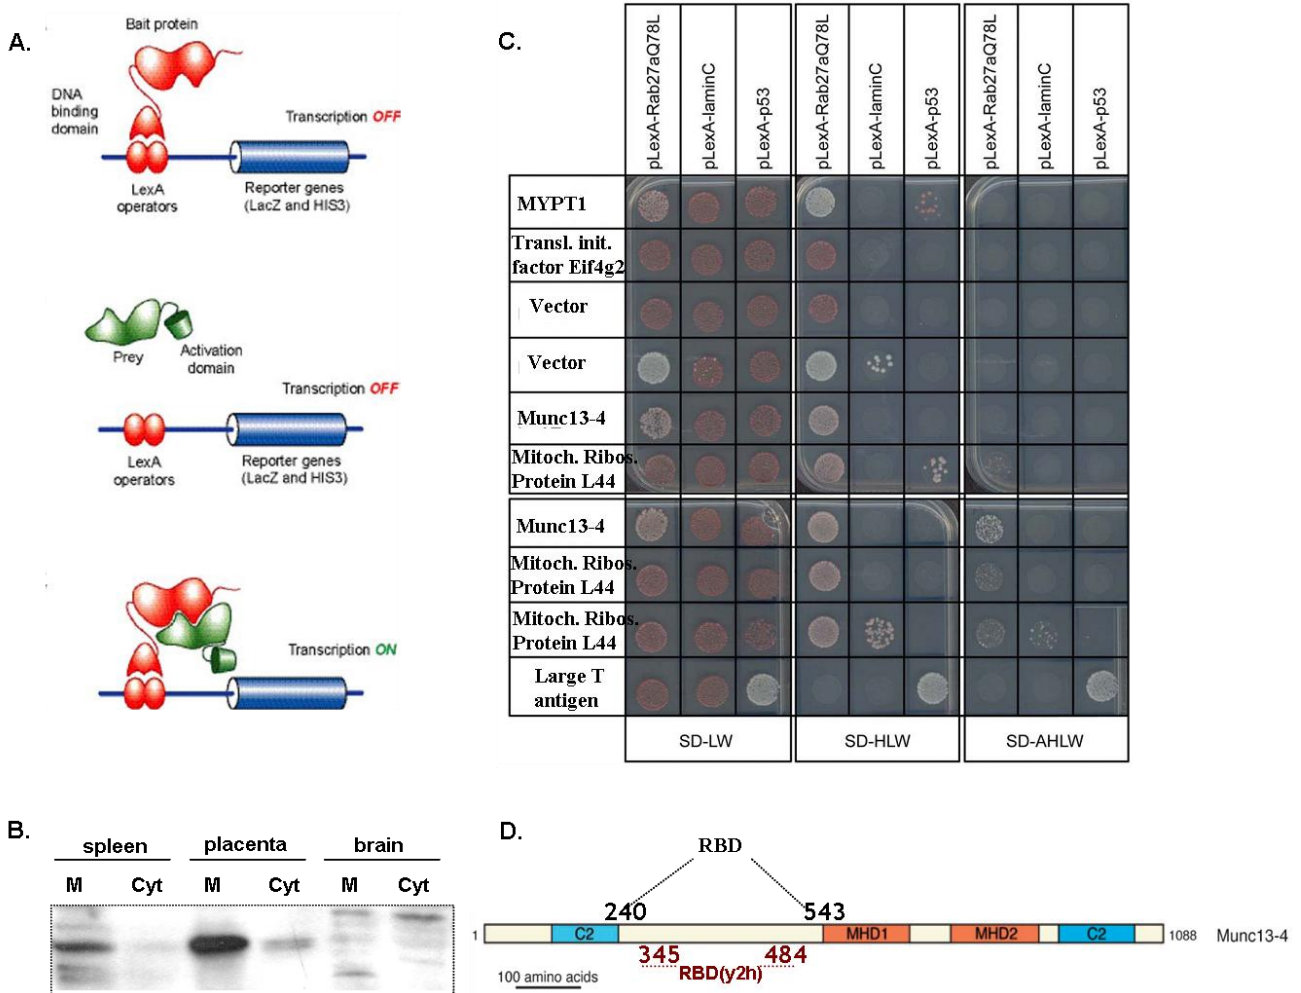 A.
Bait protein
DNA
binding
domain
Transcription OFF
LexA
operators
Reporter genes
(LacZ and HIS3)
Prey
Activation
domain
Transcription OFF
LexA
operators
Reporter genes
(LacZ and HIS3)
Transcription ON
B.
spleen placenta brain
M Cyt M Cyt M Cyt
C.
pLexA-Rab27aQ78L
pLexA-laminC
pLexA-p53
pLexA-Rab27aQ78L
pLexA-laminC
pLexA-p53
pLexA-Rab27aQ78L
pLexA-laminC
pLexA-p53
MYPT1
Transl. init.
factor Eif4g2
Vector
Vector
Munc13-4
Mitoch. Ribos.
Protein L44
Munc13-4
Mitoch. Ribos.
Protein L44
Mitoch. Ribos.
Protein L44
Large T
antigen
SD-LW SD-HLW SD-AHLW
D.
RBD
240 543
1 C2 MHD1 MHD2 C2 1088 Munc13-4
345 484
RBD(y2h)
100 amino acids